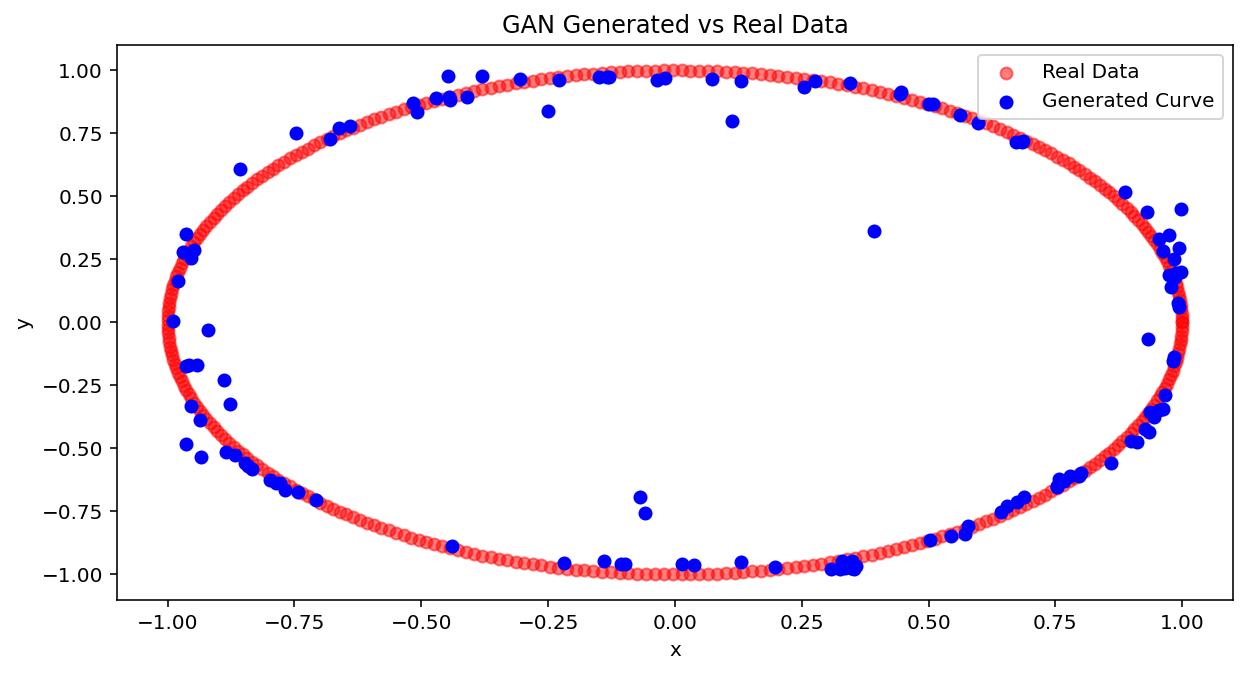 GAN Generated vs Real Data
Real Data
Generated Curve
1.00
0.75
0.50
0.25
0.00
−0.25
−0.50
−0.75
−1.00
y
−1.00 −0.75 −0.50 −0.25 0.00 0.25 0.50 0.75 1.00
x